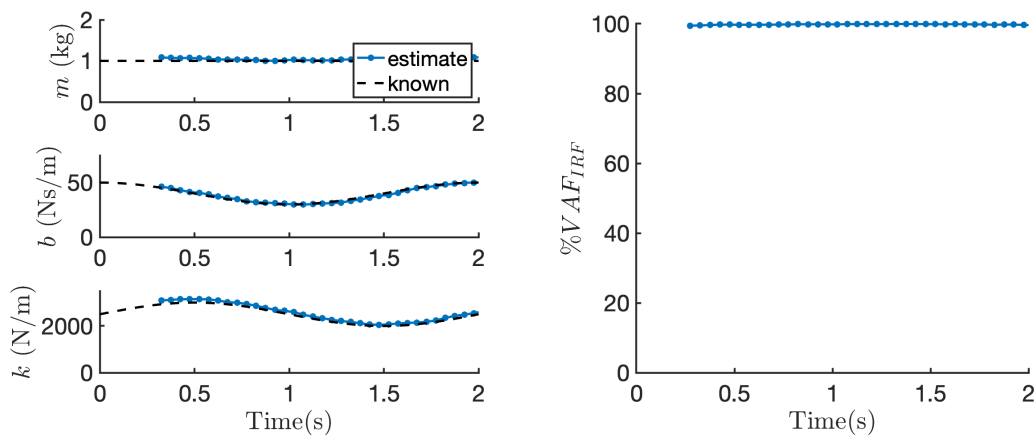 m (kg)
2
1
0
estimate
known
0 0.5 1 1.5 2
b (Ns/m)
50
0
0 0.5 1 1.5 2
k (N/m)
2000
0
0 0.5 1 1.5 2
Time(s)
%VAF_{IRF}
100
80
60
40
20
0
0 0.5 1 1.5 2
Time(s)